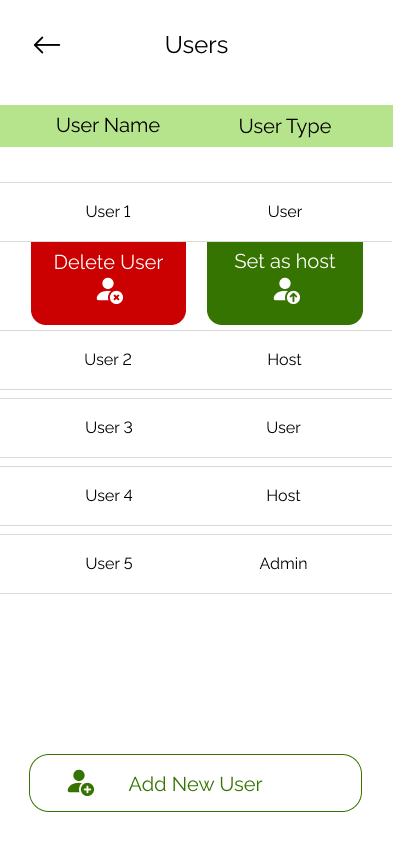 Users
User Name User Type
User 1 User
Delete User Set as host
User 2 Host
User 3 User
User 4 Host
User 5 Admin
Add New User